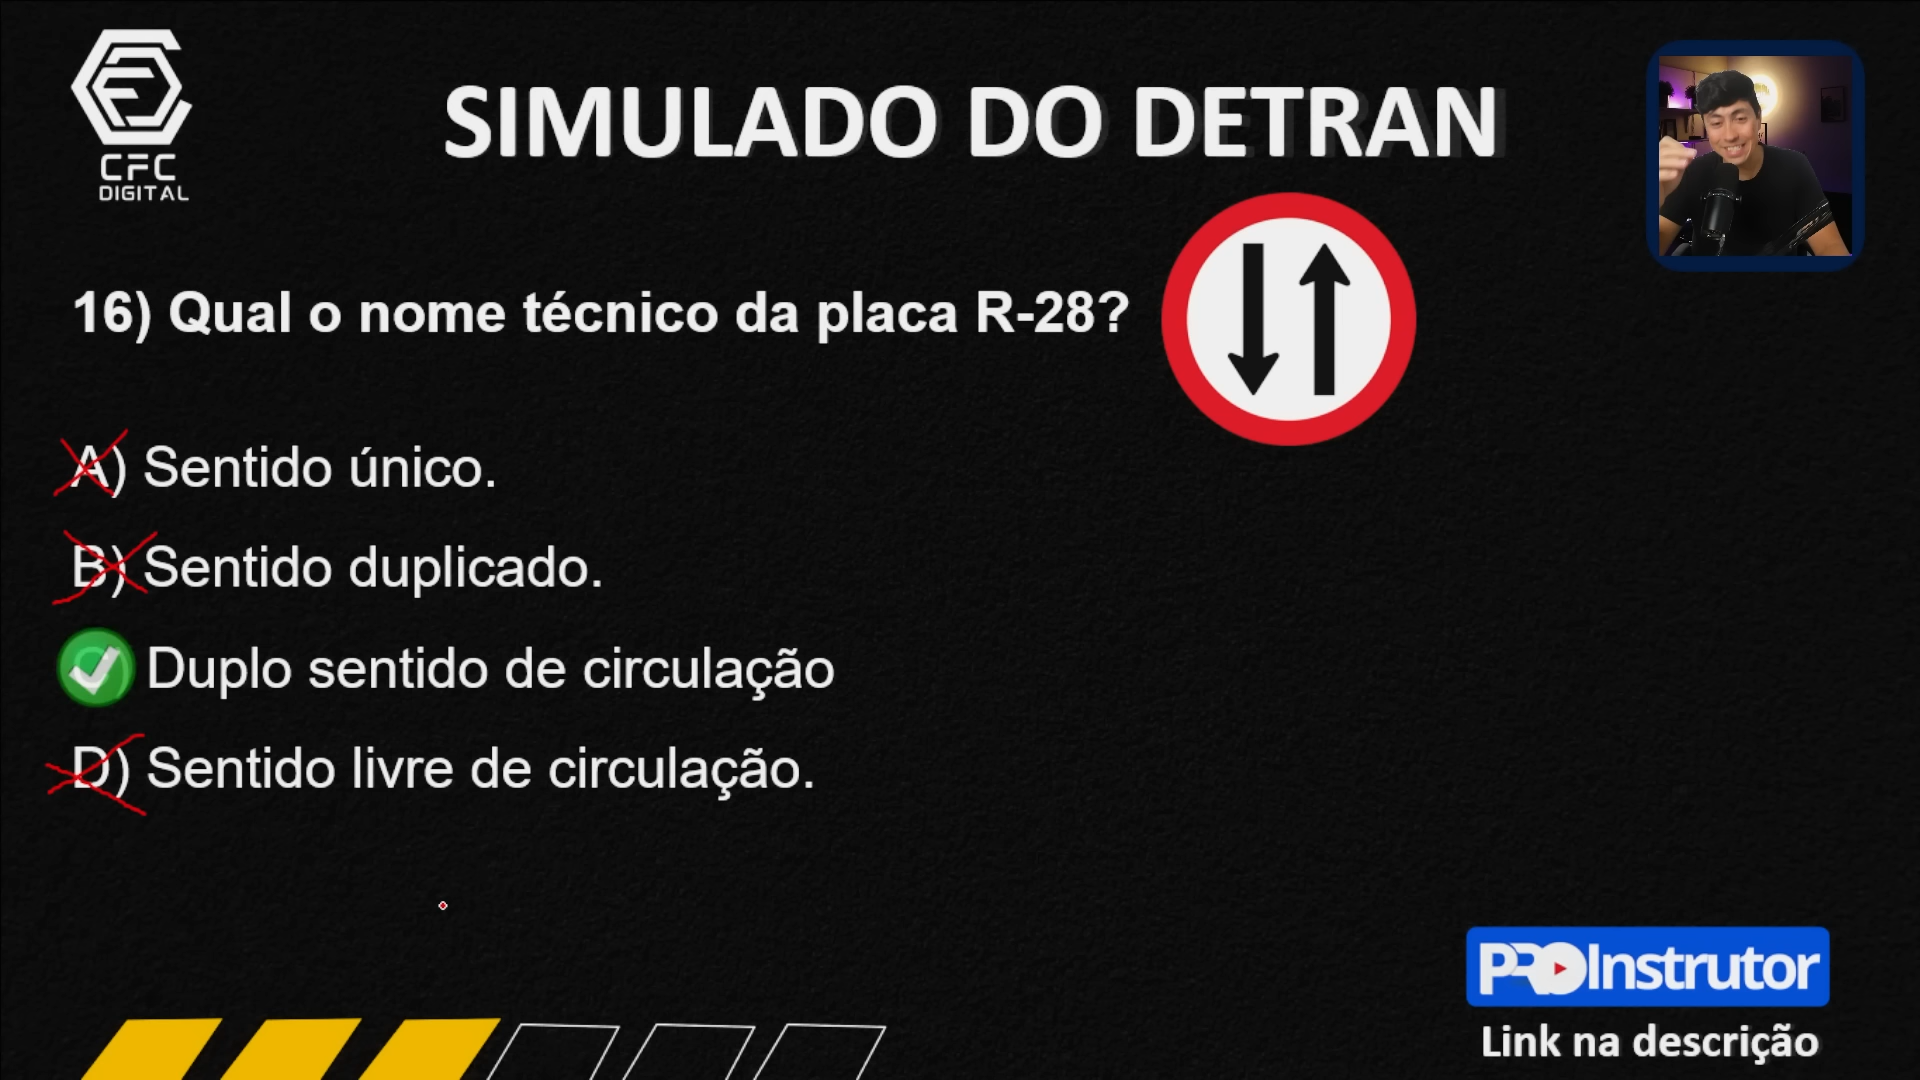 CFC
DIGITAL
SIMULADO DO DETRAN
16) Qual o nome técnico da placa R-28?
A) Sentido único.
B) Sentido duplicado.
Duplo sentido de circulação
D) Sentido livre de circulação.
PROInstrutor
Link na descrição